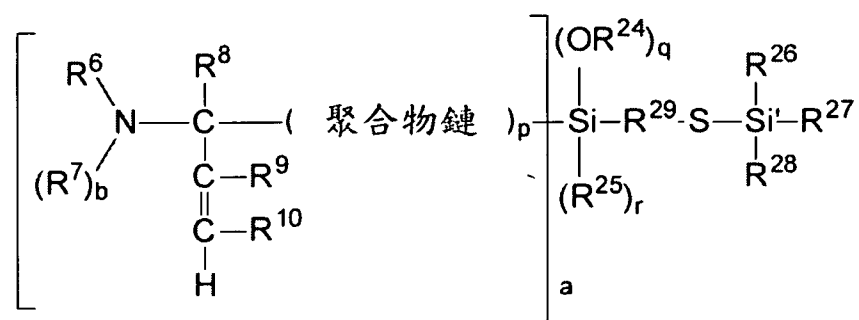 (OR²⁴)q
R⁶ R⁸ R²⁶
N—C—( 聚合物鏈 )p—Si—R²⁹-S—Si'—R²⁷
(R⁷)b C—R⁹ (R²⁵)r R²⁸
C—R¹⁰
H a